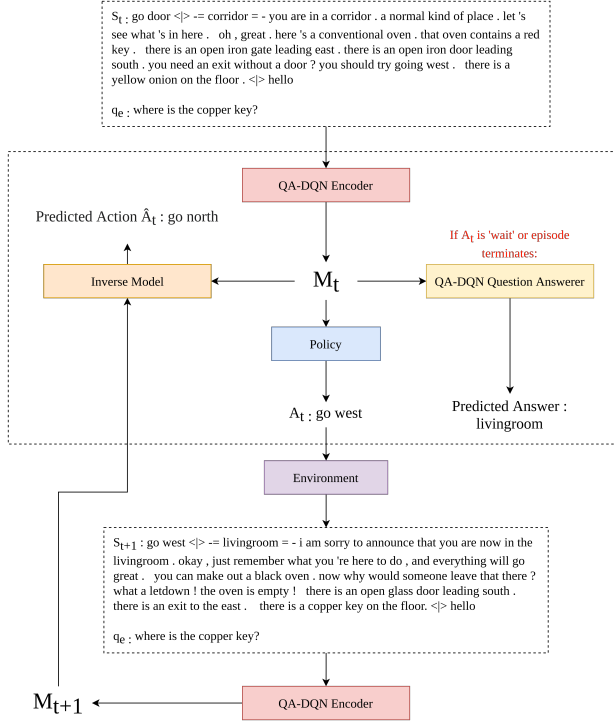 St : go door <|> -= corridor = - you are in a corridor . a normal kind of place . let 's
see what 's in here . oh , great . here 's a conventional oven . that oven contains a red
key . there is an open iron gate leading east . there is an open iron door leading
south . you need an exit without a door ? you should try going west . there is a
yellow onion on the floor . <|> hello
qe : where is the copper key?
QA-DQN Encoder
Predicted Action Ât : go north
If At is 'wait' or episode
terminates:
Inverse Model
Mt
QA-DQN Question Answerer
Policy
At : go west
Predicted Answer :
livingroom
Environment
St+1 : go west <|> -= livingroom = - i am sorry to announce that you are now in the
livingroom . okay , just remember what you 're here to do , and everything will go
great . you can make out a black oven . now why would someone leave that there ?
what a letdown ! the oven is empty ! there is an open glass door leading south .
there is an exit to the east . there is a copper key on the floor. <|> hello
qe : where is the copper key?
Mt+1
QA-DQN Encoder